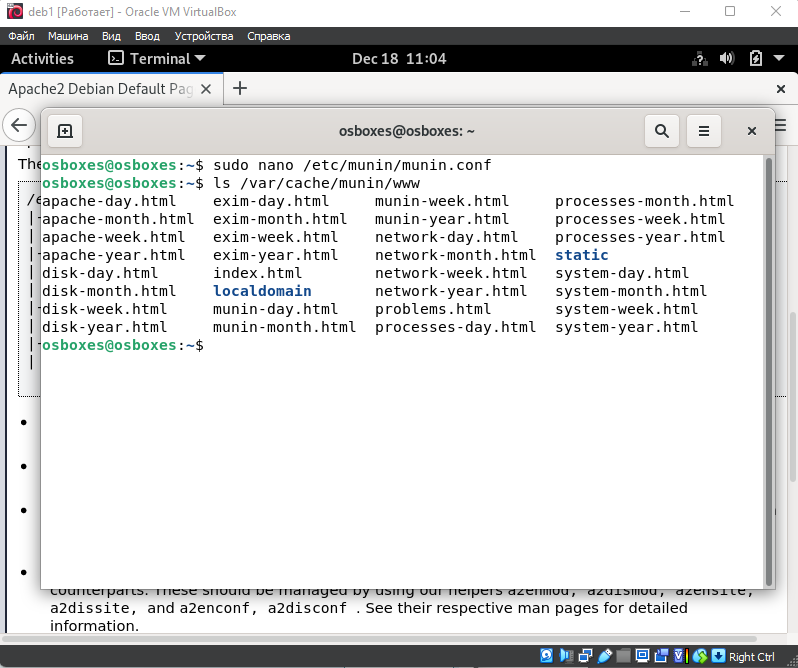 deb1 [Работает] - Oracle VM VirtualBox
Файл Машина Вид Ввод Устройства Справка
Activities Terminal Dec 18 11:04
Apache2 Debian Default Pag
osboxes@osboxes: ~
The
osboxes@osboxes:~$ sudo nano /etc/munin/munin.conf
osboxes@osboxes:~$ ls /var/cache/munin/www
apache-day.html exim-day.html munin-week.html processes-month.html
apache-month.html exim-month.html munin-year.html processes-week.html
apache-week.html exim-week.html network-day.html processes-year.html
apache-year.html exim-year.html network-month.html static
disk-day.html index.html network-week.html system-day.html
disk-month.html localdomain network-year.html system-month.html
disk-week.html munin-day.html problems.html system-week.html
disk-year.html munin-month.html processes-day.html system-year.html
osboxes@osboxes:~$
counterparts. These should be managed by using our helpers a2enmod, a2dismod, a2ensite,
a2dissite, and a2enconf, a2disconf . See their respective man pages for detailed
information.
Right Ctrl